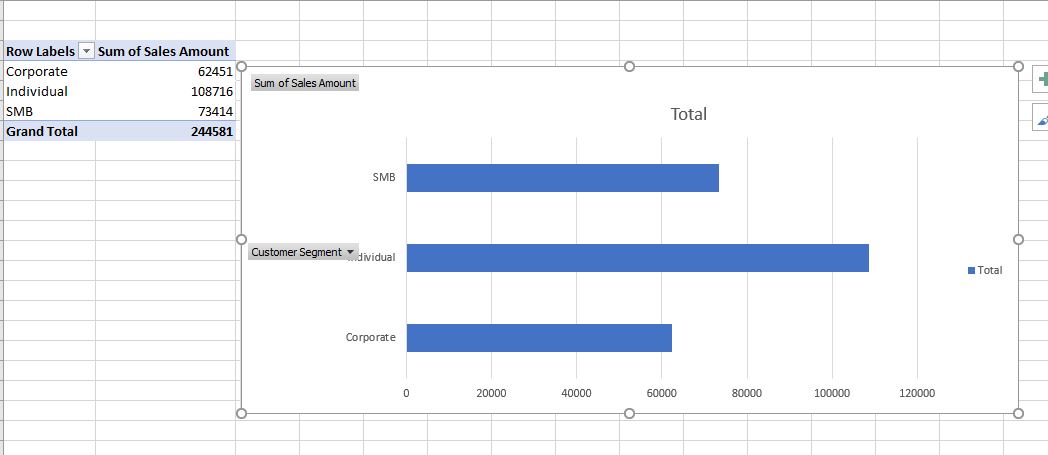 Row Labels Sum of Sales Amount
Corporate 62451
Individual 108716
SMB 73414
Grand Total 244581
Sum of Sales Amount
Total
SMB
Customer Segment
Individual
Total
Corporate
0 20000 40000 60000 80000 100000 120000